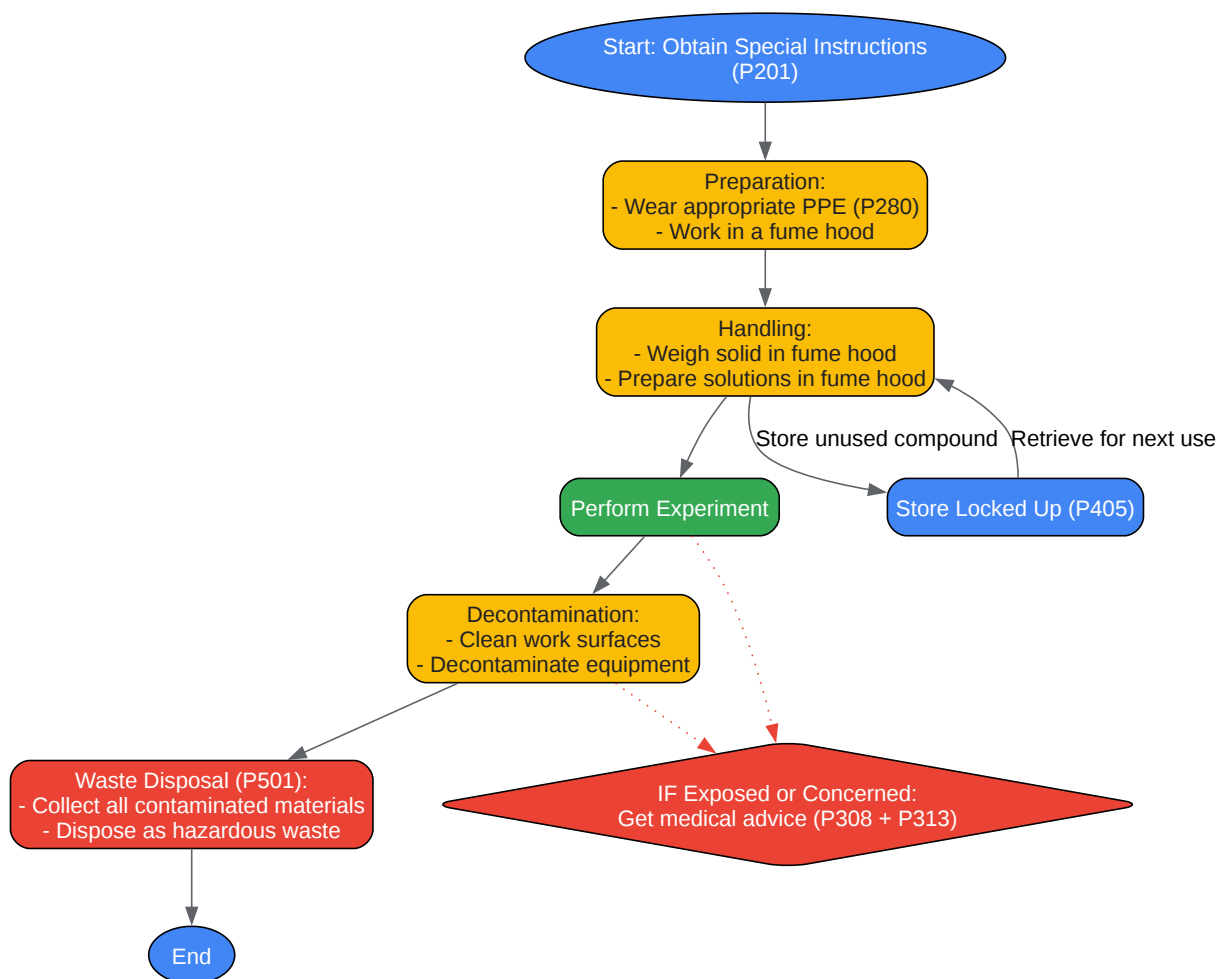 Start: Obtain Special Instructions
(P201)
Preparation:
- Wear appropriate PPE (P280)
- Work in a fume hood
Handling:
- Weigh solid in fume hood
- Prepare solutions in fume hood
Store unused compound
Retrieve for next use
Perform Experiment
Store Locked Up (P405)
Decontamination:
- Clean work surfaces
- Decontaminate equipment
Waste Disposal (P501):
- Collect all contaminated materials
- Dispose as hazardous waste
IF Exposed or Concerned:
Get medical advice (P308 + P313)
End